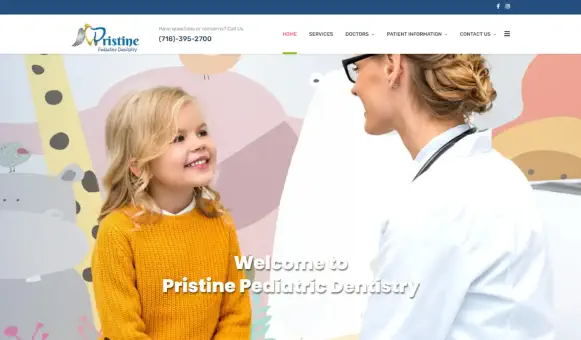 Pristine
Pediatric Dentistry
Have questions or concerns? Call Us.
(716)-395-2700
HOME
SERVICES
DOCTORS
PATIENT INFORMATION
CONTACT US
Welcome to
Pristine Pediatric Dentistry